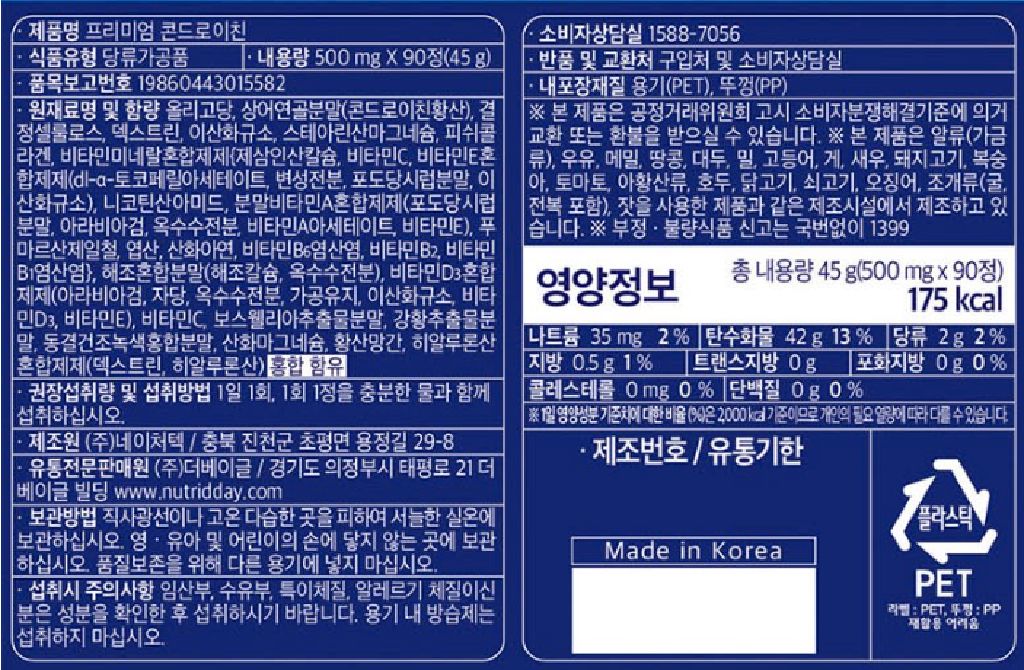 · 제품명 프리미엄 콘드로이친
· 식품유형 당류가공품 · 내용량 500 mg X 90정(45 g)
· 품목보고번호 19860443015582
· 원재료명 및 함량 올리고당, 상어연골분말(콘드로이친황산), 결
정셀룰로스, 덱스트린, 이산화규소, 스테아린산마그네슘, 피쉬콜
라겐, 비타민미네랄혼합제제{제삼인산칼슘, 비타민C, 비타민E혼
합제제(dl-α-토코페릴아세테이트, 변성전분, 포도당시럽분말, 이
산화규소), 니코틴산아미드, 분말비타민A혼합제제(포도당시럽
분말, 아라비아검, 옥수수전분, 비타민A아세테이트, 비타민E), 푸
마르산제일철, 엽산, 산화아연, 비타민B6염산염, 비타민B2, 비타민
B1염산염}, 해조혼합분말(해조칼슘, 옥수수전분), 비타민D3혼합
제제(아라비아검, 자당, 옥수수전분, 가공유지, 이산화규소, 비타
민D3, 비타민E), 비타민C, 보스웰리아추출물분말, 강황추출물분
말, 동결건조녹색홍합분말, 산화마그네슘, 황산망간, 히알루론산
혼합제제(덱스트린, 히알루론산) 홍합 함유
· 권장섭취량 및 섭취방법 1일 1회, 1회 1정을 충분한 물과 함께
섭취하십시오.
· 제조원 (주)네이처텍 / 충북 진천군 초평면 용정길 29-8
· 유통전문판매원 (주)더베이글 / 경기도 의정부시 태평로 21 더
베이글 빌딩 www.nutridday.com
· 보관방법 직사광선이나 고온 다습한 곳을 피하여 서늘한 실온에
보관하십시오. 영 · 유아 및 어린이의 손에 닿지 않는 곳에 보관
하십시오. 품질보존을 위해 다른 용기에 넣지 마십시오.
· 섭취시 주의사항 임산부, 수유부, 특이체질, 알레르기 체질이신
분은 성분을 확인한 후 섭취하시기 바랍니다. 용기 내 방습제는
섭취하지 마십시오.
· 소비자상담실 1588-7056
· 반품 및 교환처 구입처 및 소비자상담실
· 내포장재질 용기(PET), 뚜껑(PP)
※ 본 제품은 공정거래위원회 고시 소비자분쟁해결기준에 의거
교환 또는 환불을 받으실 수 있습니다. ※ 본 제품은 알류(가금
류), 우유, 메밀, 땅콩, 대두, 밀, 고등어, 게, 새우, 돼지고기, 복숭
아, 토마토, 아황산류, 호두, 닭고기, 쇠고기, 오징어, 조개류(굴,
전복 포함), 잣을 사용한 제품과 같은 제조시설에서 제조하고 있
습니다. ※ 부정 · 불량식품 신고는 국번없이 1399
영양정보 총 내용량 45 g(500 mg x 90정)
175 kcal
나트륨 35 mg 2 % 탄수화물 42 g 13 % 당류 2 g 2 %
지방 0.5 g 1 % 트랜스지방 0 g 포화지방 0 g 0 %
콜레스테롤 0 mg 0 % 단백질 0 g 0 %
※ 1일 영양성분 기준치에 대한 비율(%)은 2,000 kcal 기준이므로 개인의 필요 열량에 따라 다를 수 있습니다.
· 제조번호 / 유통기한
Made in Korea
플라스틱
PET
라벨 : PET, 뚜껑 : PP
재활용 어려움